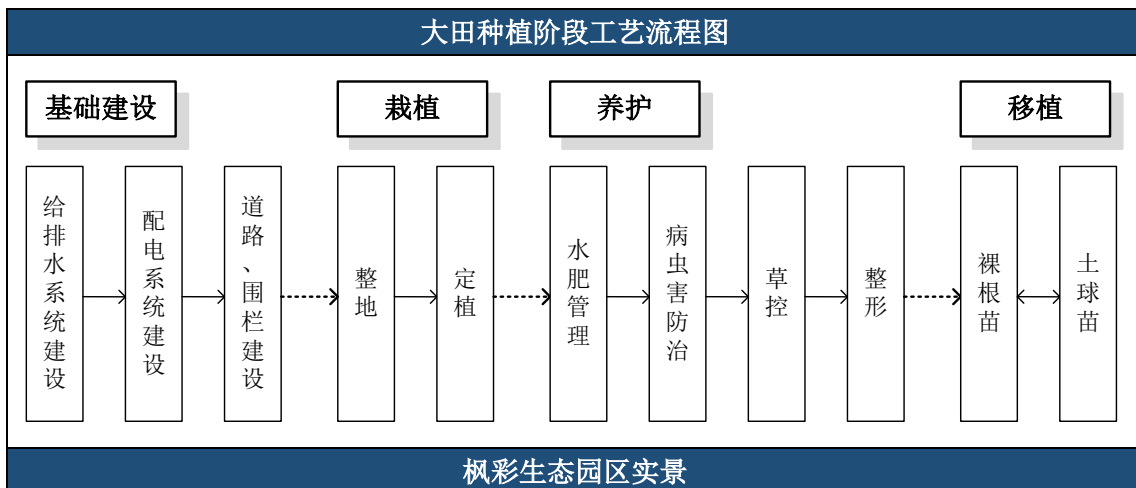 大田种植阶段工艺流程图
基础建设
栽植
养护
移植
给排水系统建设
配电系统建设
道路、围栏建设
整地
定植
水肥管理
病虫害防治
草控
整形
裸根苗
土球苗
枫彩生态园区实景